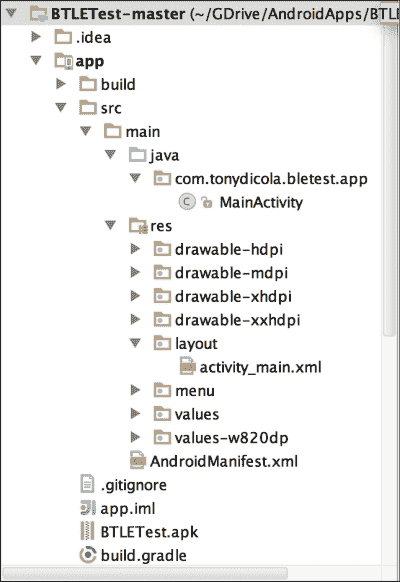 BTLETest-master (~/GDrive/AndroidApps/BTL
.idea
app
build
src
main
java
com.tonydicola.bletest.app
C MainActivity
res
drawable-hdpi
drawable-mdpi
drawable-xhdpi
drawable-xxhdpi
layout
activity_main.xml
menu
values
values-w820dp
AndroidManifest.xml
.gitignore
app.iml
BTLETest.apk
build.gradle